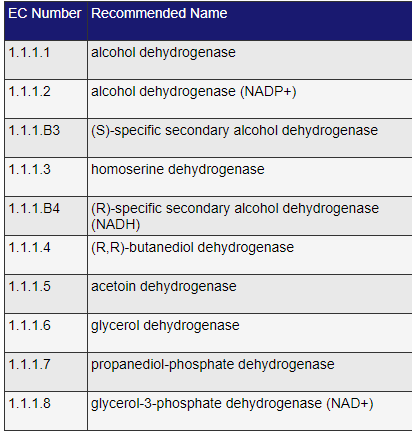 EC Number Recommended Name
1.1.1.1 alcohol dehydrogenase
1.1.1.2 alcohol dehydrogenase (NADP+)
1.1.1.B3 (S)-specific secondary alcohol dehydrogenase
1.1.1.3 homoserine dehydrogenase
1.1.1.B4 (R)-specific secondary alcohol dehydrogenase
(NADH)
1.1.1.4 (R,R)-butanediol dehydrogenase
1.1.1.5 acetoin dehydrogenase
1.1.1.6 glycerol dehydrogenase
1.1.1.7 propanediol-phosphate dehydrogenase
1.1.1.8 glycerol-3-phosphate dehydrogenase (NAD+)